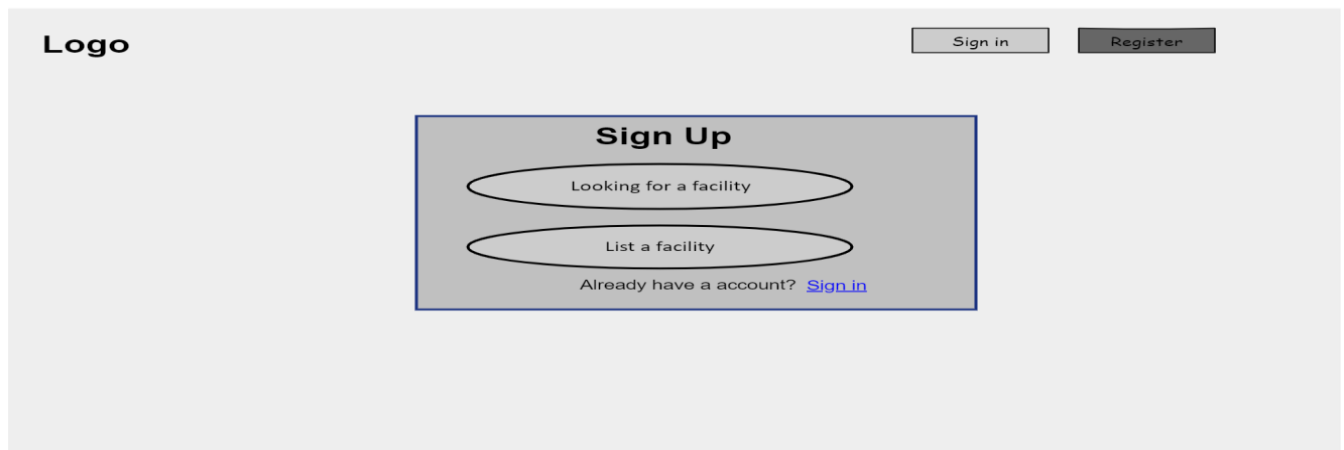 Logo
Sign in
Register
Sign Up
Looking for a facility
List a facility
Already have a account? Sign in